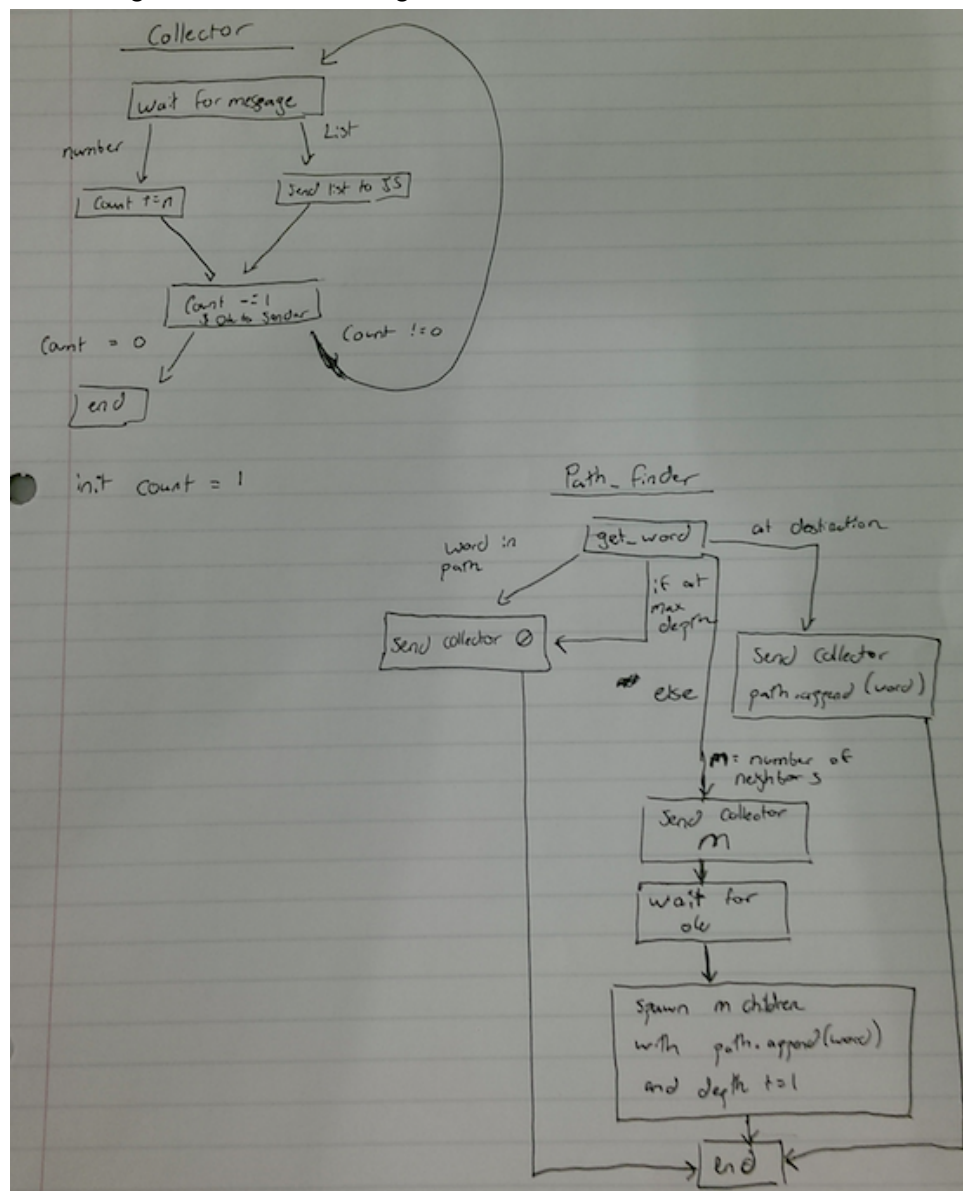 Collector
wait for message
number
List
Count += n
Send list to JS
Count -= 1
& ok to Sender
Count = 0
Count != 0
end
init count = 1
Path_finder
get_word
at destination
word in
path
if at
max
depth
Send collector 0
Send Collector
path.append(word)
else
m = number of
neighbors
Send Collector
m
wait for
ok
Spawn m children
with path.append(word)
and depth += 1
end